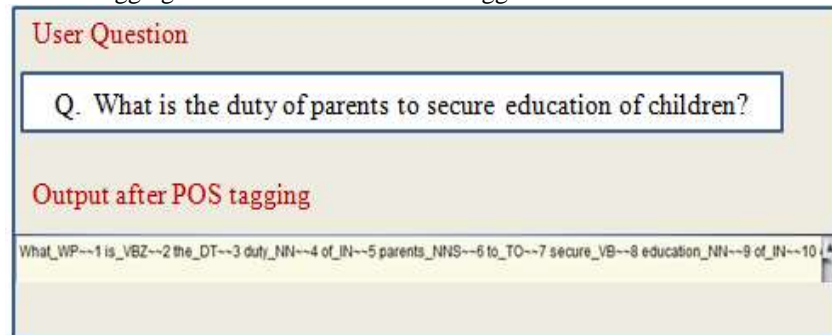 User Question
Q. What is the duty of parents to secure education of children?
Output after POS tagging
What_WP~~1 is_VBZ~~2 the_DT~~3 duty_NN~~4 of_IN~~5 parents_NNS~~6 to_TO~~7 secure_VB~~8 education_NN~~9 of_IN~~10